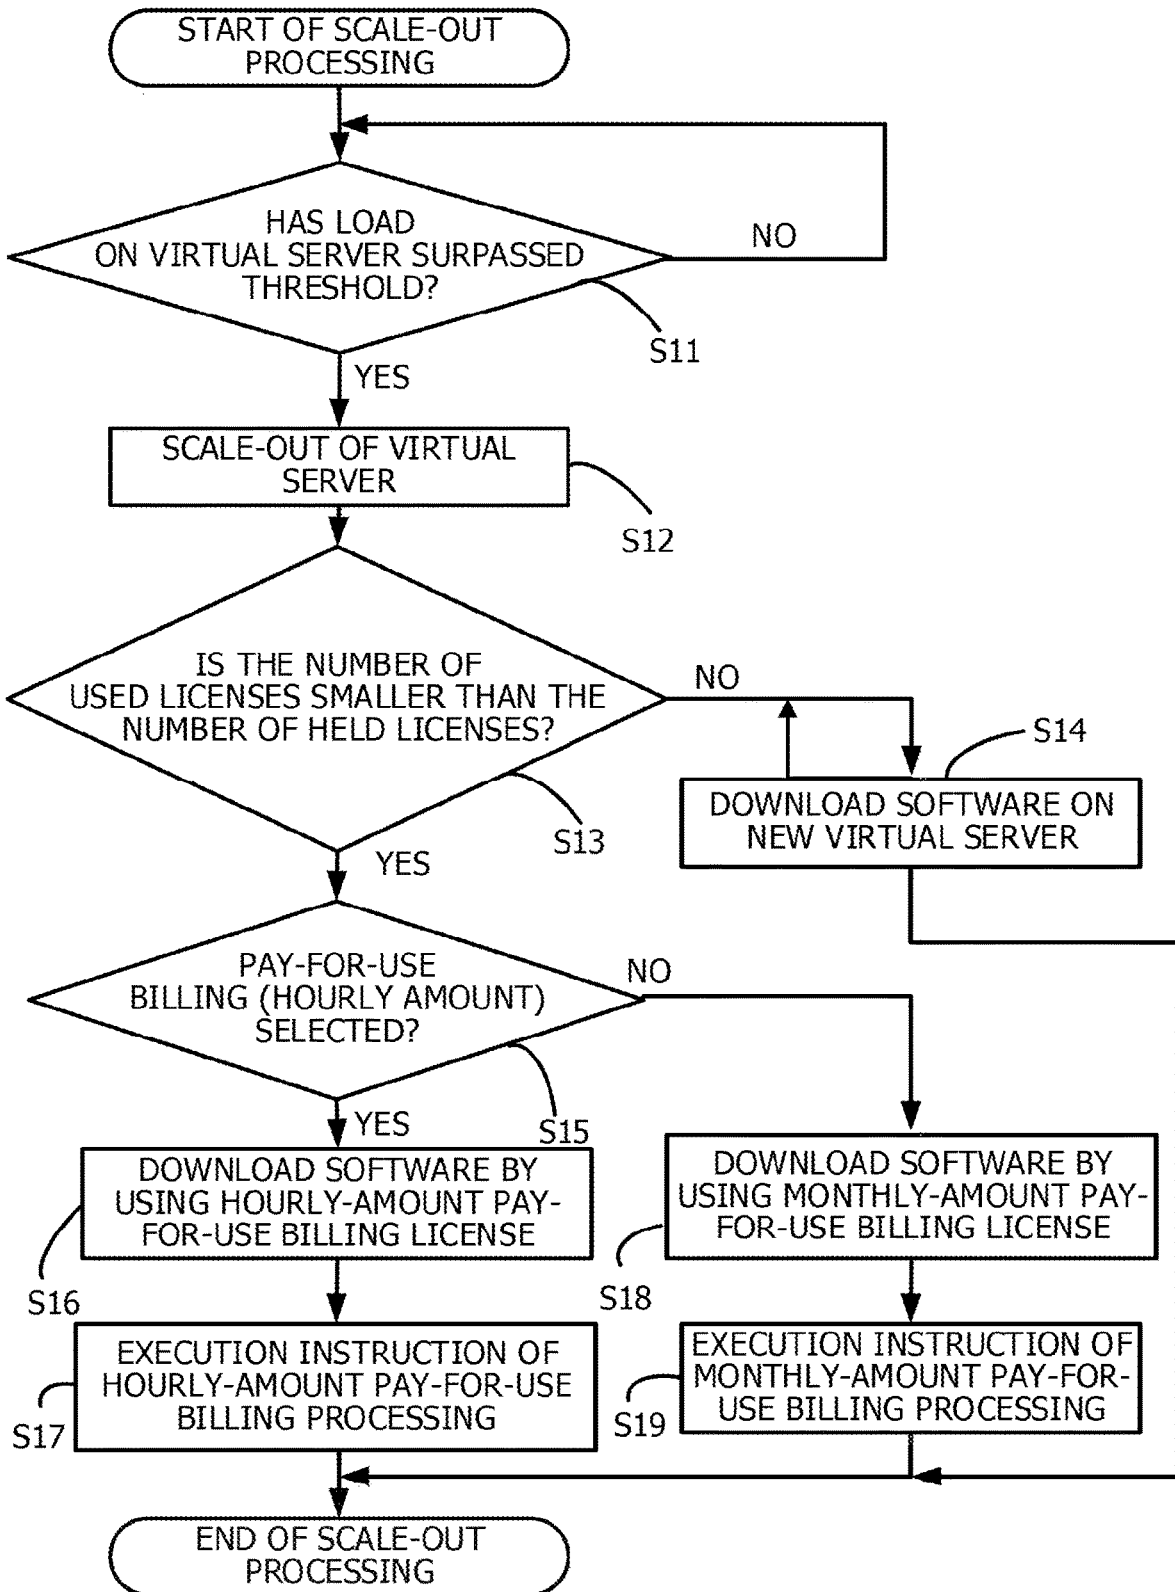 START OF SCALE-OUT
PROCESSING
HAS LOAD
ON VIRTUAL SERVER SURPASSED
THRESHOLD?
NO
S11
YES
SCALE-OUT OF VIRTUAL
SERVER
S12
IS THE NUMBER OF
USED LICENSES SMALLER THAN THE
NUMBER OF HELD LICENSES?
NO
S13
YES
S14
DOWNLOAD SOFTWARE ON
NEW VIRTUAL SERVER
PAY-FOR-USE
BILLING (HOURLY AMOUNT)
SELECTED?
NO
S15
YES
DOWNLOAD SOFTWARE BY
USING HOURLY-AMOUNT PAY-
FOR-USE BILLING LICENSE
S16
DOWNLOAD SOFTWARE BY
USING MONTHLY-AMOUNT PAY-
FOR-USE BILLING LICENSE
S18
EXECUTION INSTRUCTION OF
HOURLY-AMOUNT PAY-FOR-USE
BILLING PROCESSING
S17
EXECUTION INSTRUCTION OF
MONTHLY-AMOUNT PAY-FOR-
USE BILLING PROCESSING
S19
END OF SCALE-OUT
PROCESSING